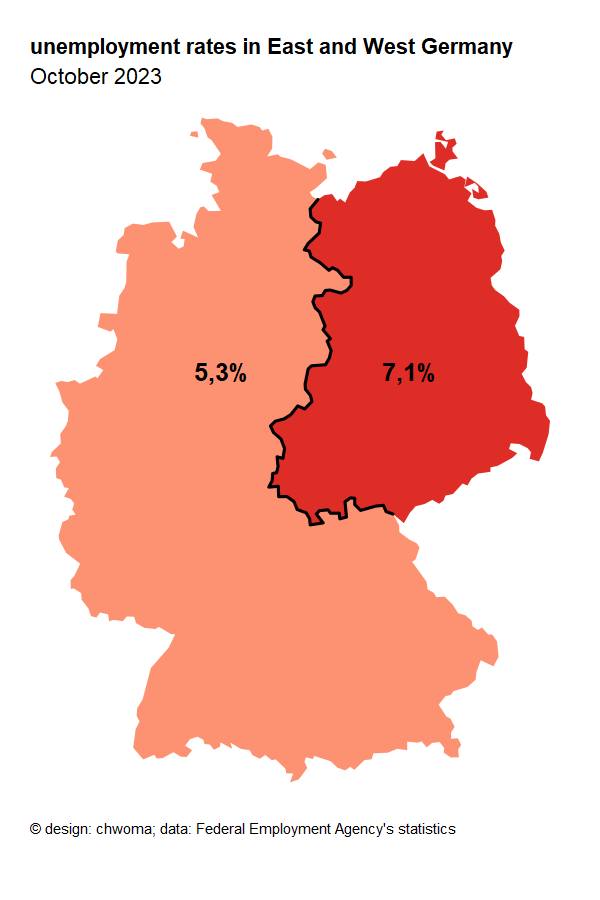 unemployment rates in East and West Germany
October 2023
5,3%
7,1%
© design: chwoma; data: Federal Employment Agency's statistics